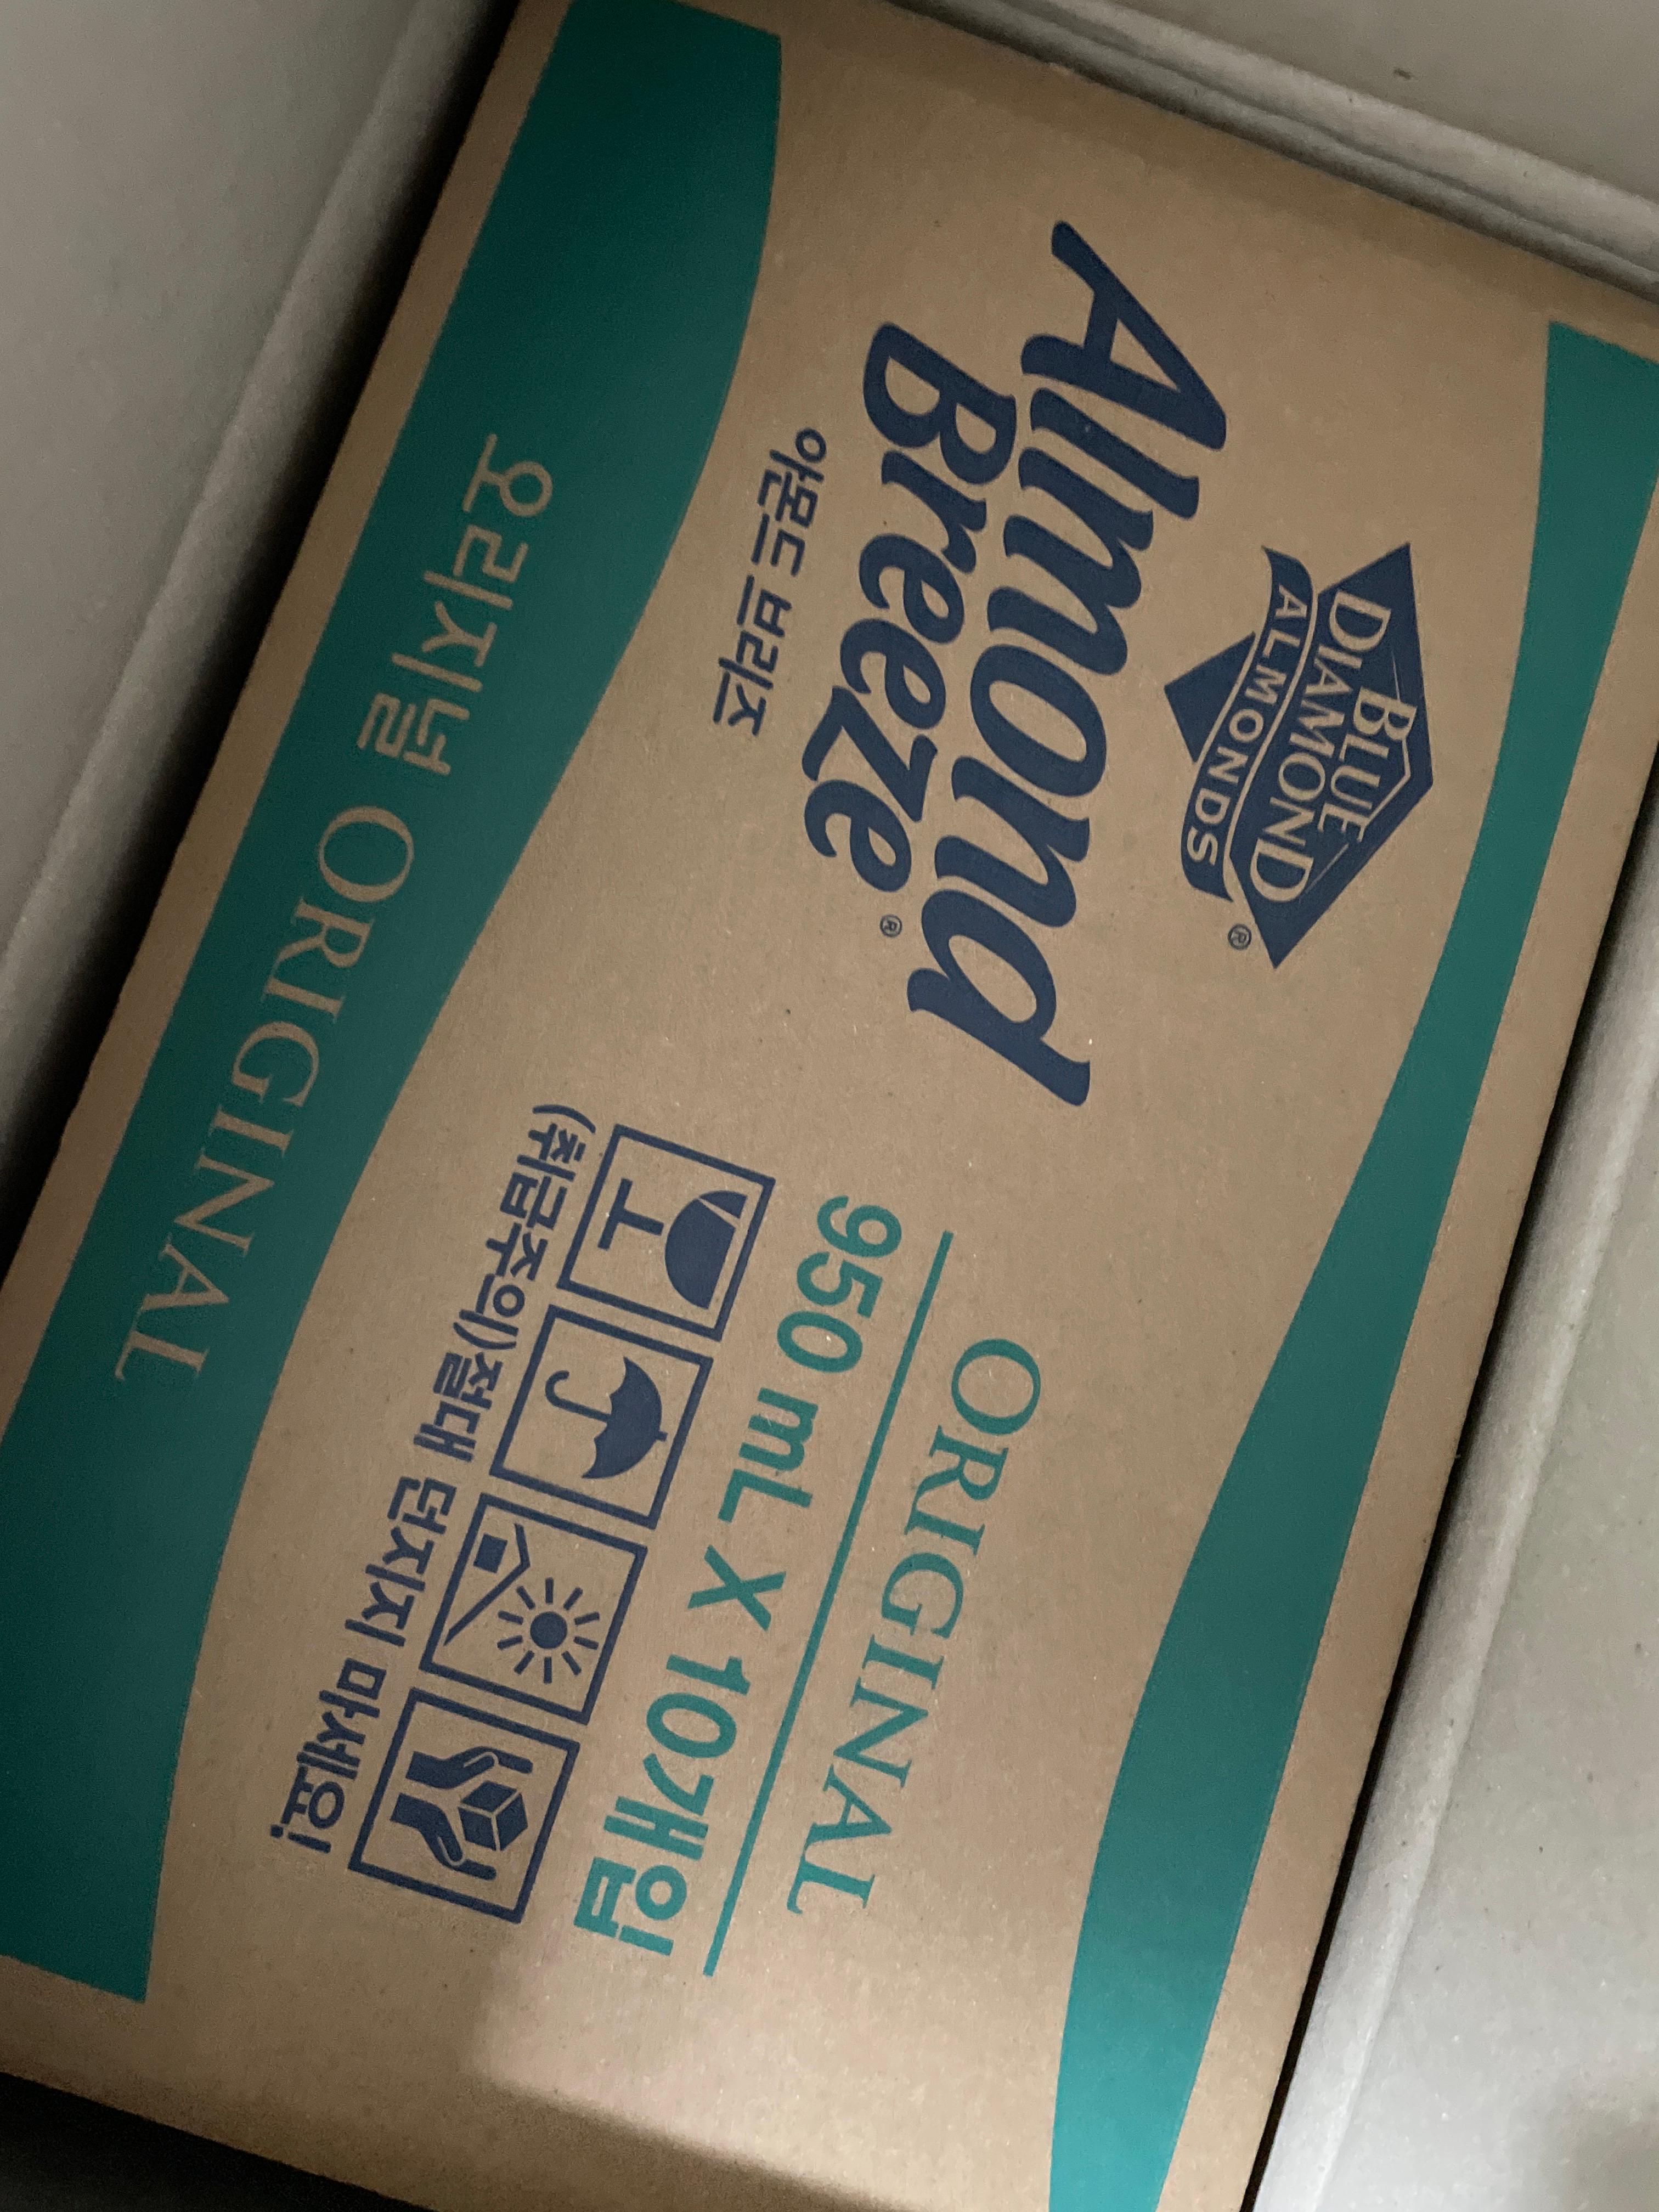 BLUE
DIAMOND
ALMONDS®
Almond
Breeze®
아몬드 브리즈
오리지널 ORIGINAL
ORIGINAL
950 mL X 10개입
(취급주의)절대 던지지 마세요!